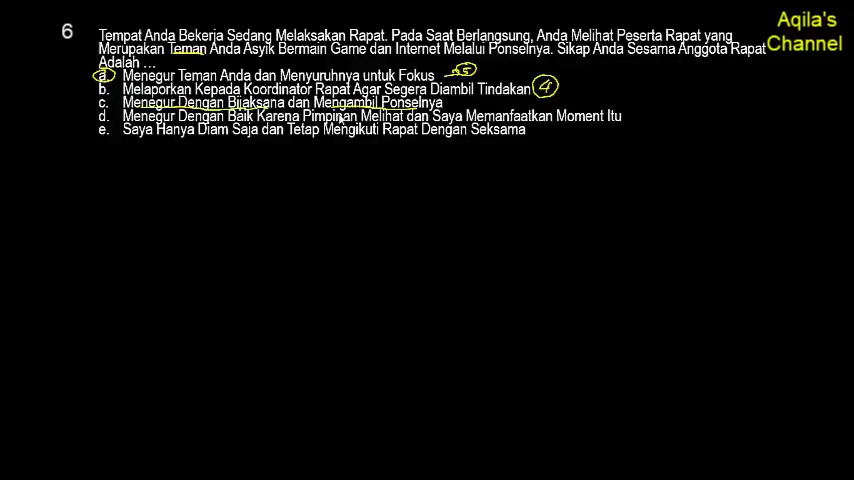 Aqila's
Channel
6
Tempat Anda Bekerja Sedang Melaksakan Rapat. Pada Saat Berlangsung, Anda Melihat Peserta Rapat yang
Merupakan Teman Anda Asyik Bermain Game dan Internet Melalui Ponselnya. Sikap Anda Sesama Anggota Rapat
Adalah ...
a. Menegur Teman Anda dan Menyuruhnya untuk Fokus 5
b. Melaporkan Kepada Koordinator Rapat Agar Segera Diambil Tindakan 4
c. Menegur Dengan Bijaksana dan Mengambil Ponselnya
d. Menegur Dengan Baik Karena Pimpinan Melihat dan Saya Memanfaatkan Moment Itu
e. Saya Hanya Diam Saja dan Tetap Mengikuti Rapat Dengan Seksama